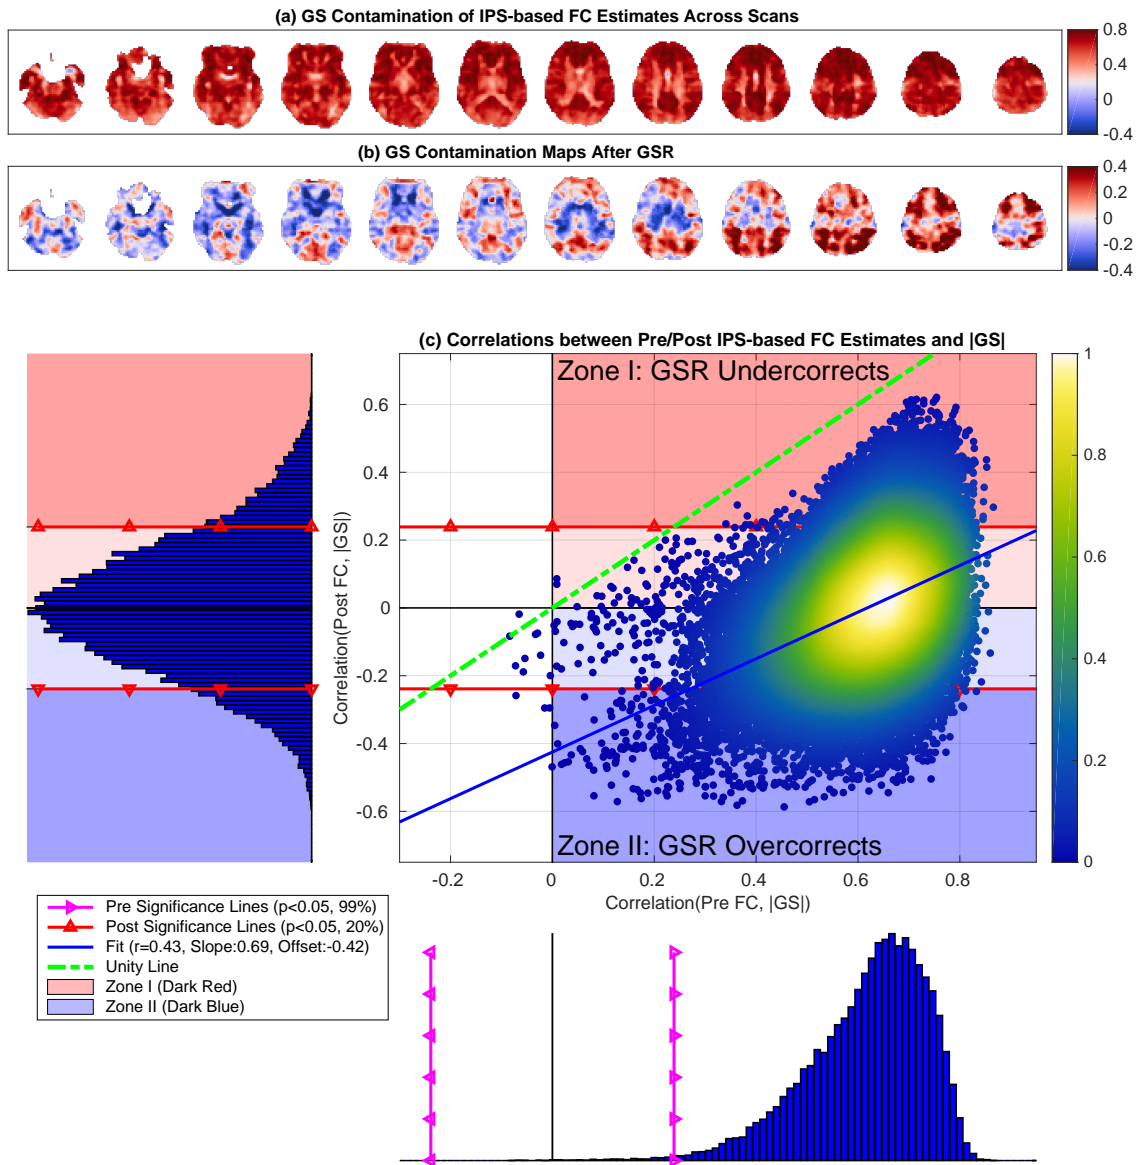 (a) GS Contamination of IPS-based FC Estimates Across Scans
0.8
0.4
0
-0.4
(b) GS Contamination Maps After GSR
0.4
0.2
0
-0.2
-0.4
(c) Correlations between Pre/Post IPS-based FC Estimates and |GS|
Zone I: GSR Undercorrects
0.6
0.4
0.2
0
-0.2
-0.4
-0.6
Correlation(Post FC, |GS|)
Zone II: GSR Overcorrects
-0.2
0
0.2
0.4
0.6
0.8
Correlation(Pre FC, |GS|)
1
0.8
0.6
0.4
0.2
0
Pre Significance Lines (p<0.05, 99%)
Post Significance Lines (p<0.05, 20%)
Fit (r=0.43, Slope:0.69, Offset:-0.42)
Unity Line
Zone I (Dark Red)
Zone II (Dark Blue)